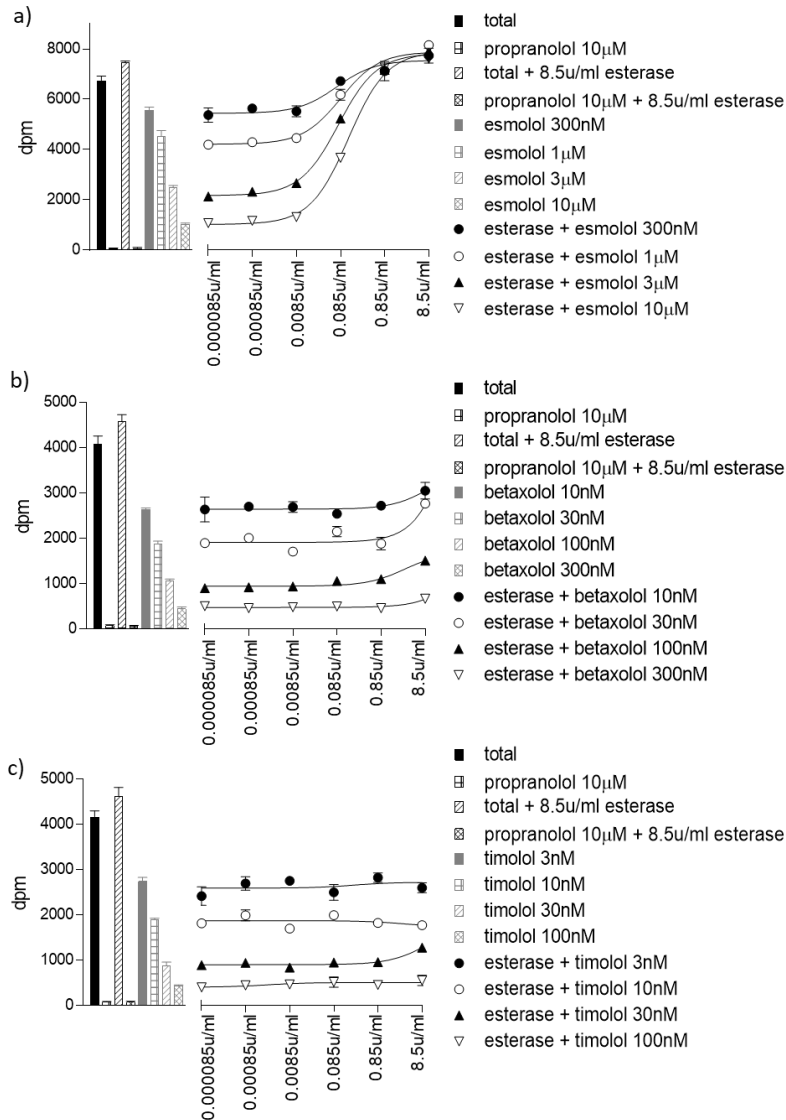 a)
8000
6000
4000
2000
0
dpm
0.000085u/ml
0.00085u/ml
0.0085u/ml
0.085u/ml
0.85u/ml
8.5u/ml
total
propranolol 10μM
total + 8.5u/ml esterase
propranolol 10μM + 8.5u/ml esterase
esmolol 300nM
esmolol 1μM
esmolol 3μM
esmolol 10μM
esterase + esmolol 300nM
esterase + esmolol 1μM
esterase + esmolol 3μM
esterase + esmolol 10μM
b)
5000
4000
3000
2000
1000
0
dpm
0.000085u/ml
0.00085u/ml
0.0085u/ml
0.085u/ml
0.85u/ml
8.5u/ml
total
propranolol 10μM
total + 8.5u/ml esterase
propranolol 10μM + 8.5u/ml esterase
betaxolol 10nM
betaxolol 30nM
betaxolol 100nM
betaxolol 300nM
esterase + betaxolol 10nM
esterase + betaxolol 30nM
esterase + betaxolol 100nM
esterase + betaxolol 300nM
c)
5000
4000
3000
2000
1000
0
dpm
0.000085u/ml
0.00085u/ml
0.0085u/ml
0.085u/ml
0.85u/ml
8.5u/ml
total
propranolol 10μM
total + 8.5u/ml esterase
propranolol 10μM + 8.5u/ml esterase
timolol 3nM
timolol 10nM
timolol 30nM
timolol 100nM
esterase + timolol 3nM
esterase + timolol 10nM
esterase + timolol 30nM
esterase + timolol 100nM